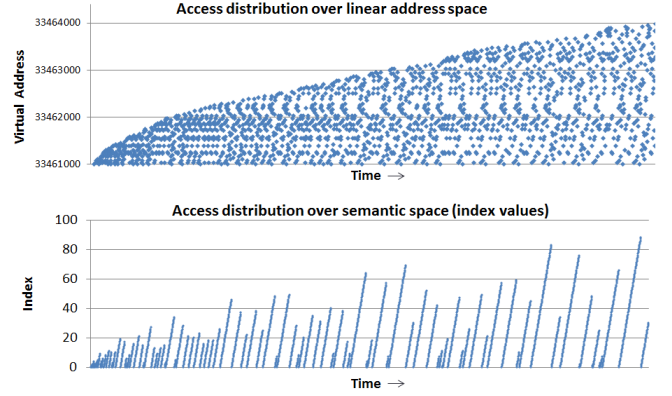 Access distribution over linear address space
33464000
33463000
33462000
33461000
Virtual Address
Time →
Access distribution over semantic space (index values)
100
80
60
40
20
0
Index
Time →